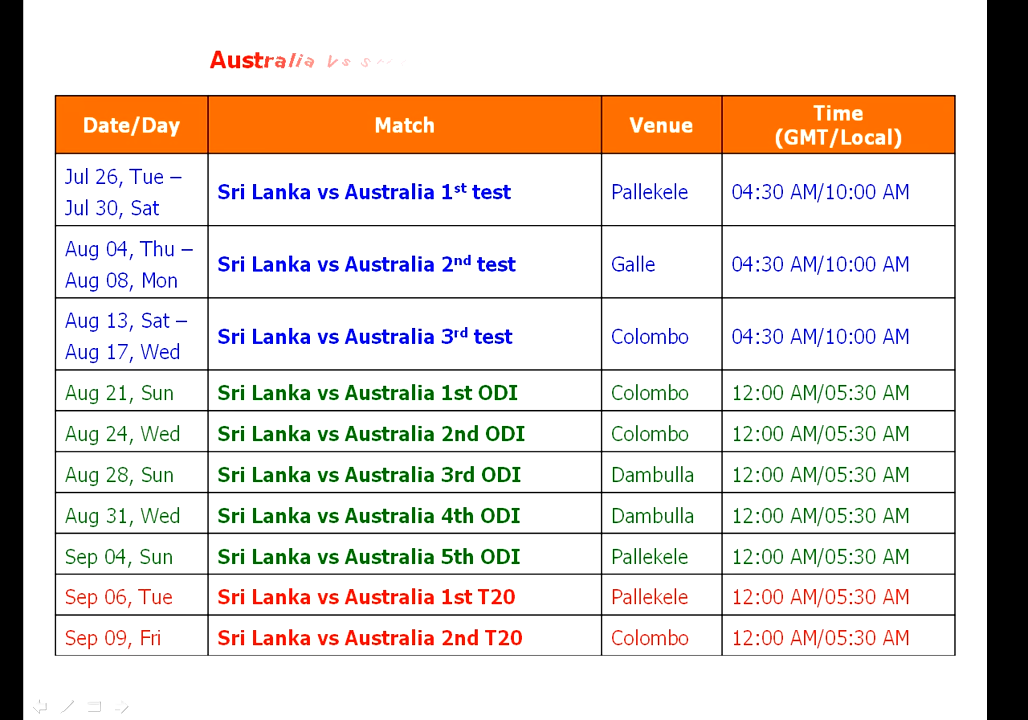 Australia vs
Date/Day Match Venue Time
(GMT/Local)
Jul 26, Tue –
Jul 30, Sat
Sri Lanka vs Australia 1st test Pallekele 04:30 AM/10:00 AM
Aug 04, Thu –
Aug 08, Mon
Sri Lanka vs Australia 2nd test Galle 04:30 AM/10:00 AM
Aug 13, Sat –
Aug 17, Wed
Sri Lanka vs Australia 3rd test Colombo 04:30 AM/10:00 AM
Aug 21, Sun Sri Lanka vs Australia 1st ODI Colombo 12:00 AM/05:30 AM
Aug 24, Wed Sri Lanka vs Australia 2nd ODI Colombo 12:00 AM/05:30 AM
Aug 28, Sun Sri Lanka vs Australia 3rd ODI Dambulla 12:00 AM/05:30 AM
Aug 31, Wed Sri Lanka vs Australia 4th ODI Dambulla 12:00 AM/05:30 AM
Sep 04, Sun Sri Lanka vs Australia 5th ODI Pallekele 12:00 AM/05:30 AM
Sep 06, Tue Sri Lanka vs Australia 1st T20 Pallekele 12:00 AM/05:30 AM
Sep 09, Fri Sri Lanka vs Australia 2nd T20 Colombo 12:00 AM/05:30 AM